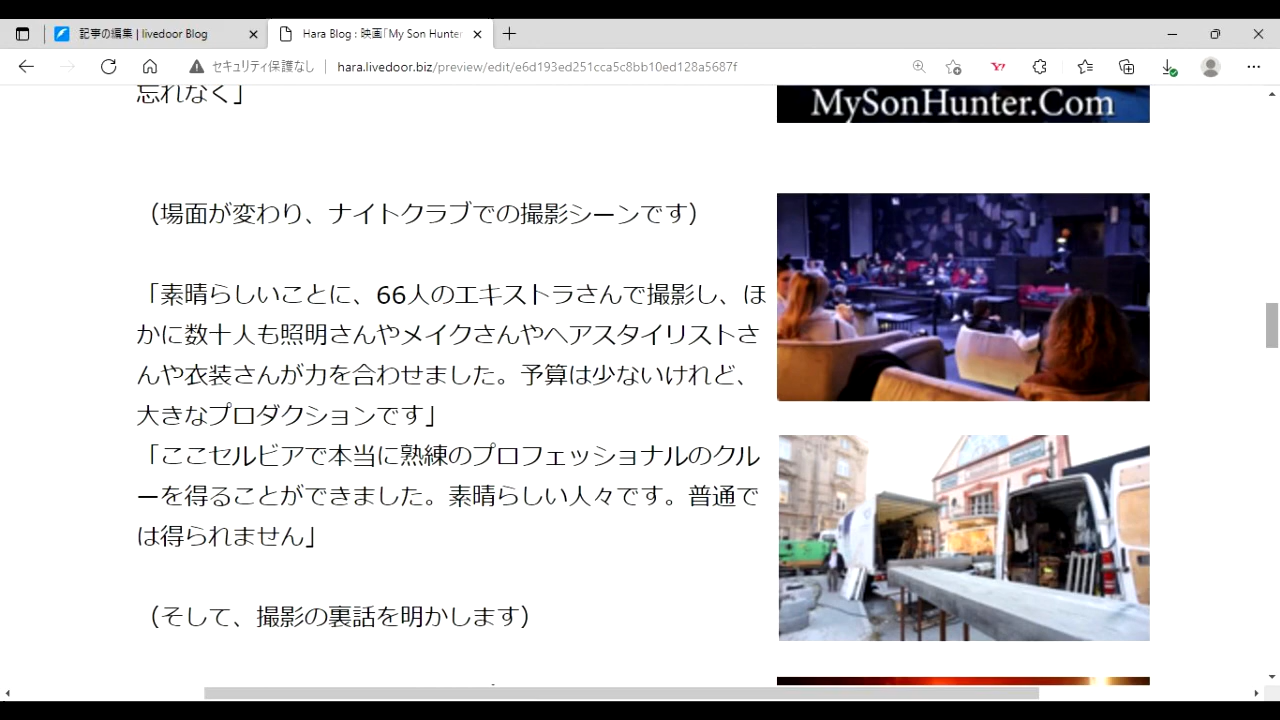 記事の編集 | livedoor Blog
Hara Blog : 映画「My Son Hunter
セキュリティ保護なし
hara.livedoor.biz/preview/edit/e6d193ed251cca5c8bb10ed128a5687f
忘れなく」
MySonHunter.Com
（場面が変わり、ナイトクラブでの撮影シーンです）
「素晴らしいことに、66人のエキストラさんで撮影し、ほ
かに数十人も照明さんやメイクさんやヘアスタイリストさ
んや衣装さんが力を合わせました。予算は少ないけれど、
大きなプロダクションです」
「ここセルビアで本当に熟練のプロフェッショナルのクル
ーを得ることができました。素晴らしい人々です。普通で
は得られません」
（そして、撮影の裏話を明かします）